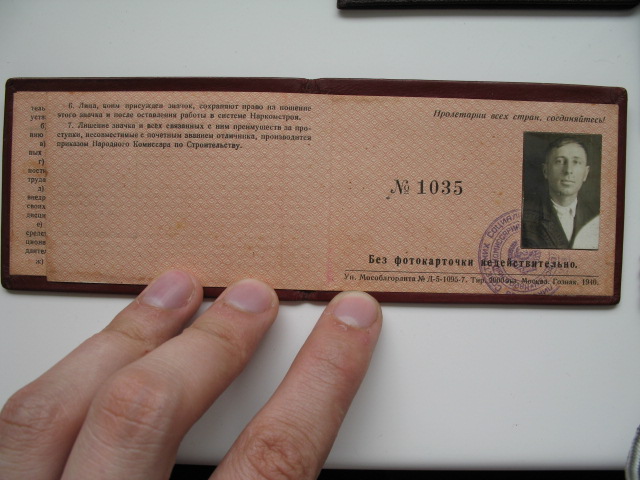 6. Лица, коим присужден значок, сохраняют право на ношение
этого значка и после оставления работы в системе Наркомстроя.
7. Лишение значка и всех связанных с ним преимуществ за про-
ступки, несовместимые с почетным званием отличника, производится
приказом Народного Комиссара по Строительству.
Пролетарии всех стран, соединяйтесь!
№ 1035
Без фотокарточки недействительно.
Уп. Мособлгорлита № Д-5-1095-7. Тир. Москва. Гознак. 1940.